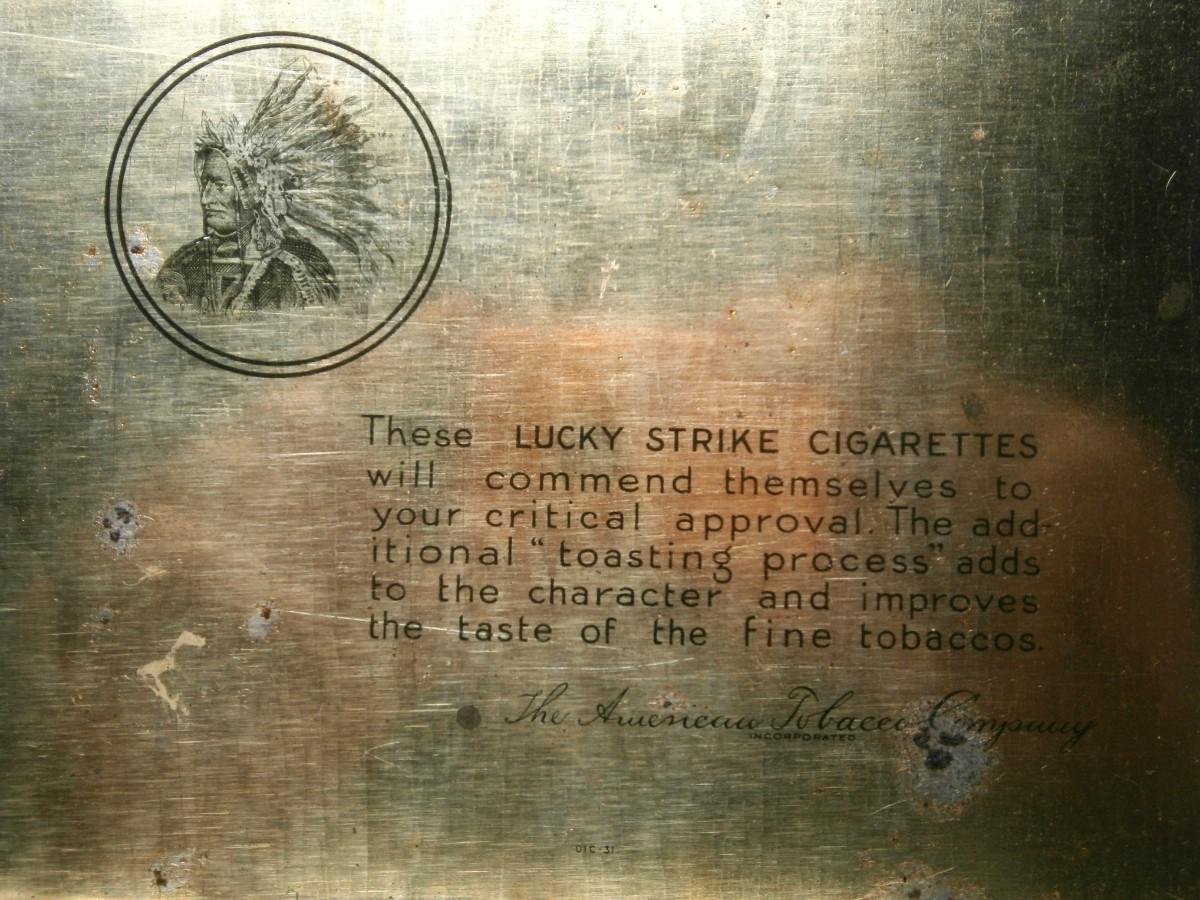 These LUCKY STRIKE CIGARETTES
will commend themselves to
your critical approval. The add-
itional “toasting process” adds
to the character and improves
the taste of the fine tobaccos.
The American Tobacco Company
INCORPORATED
01C-31